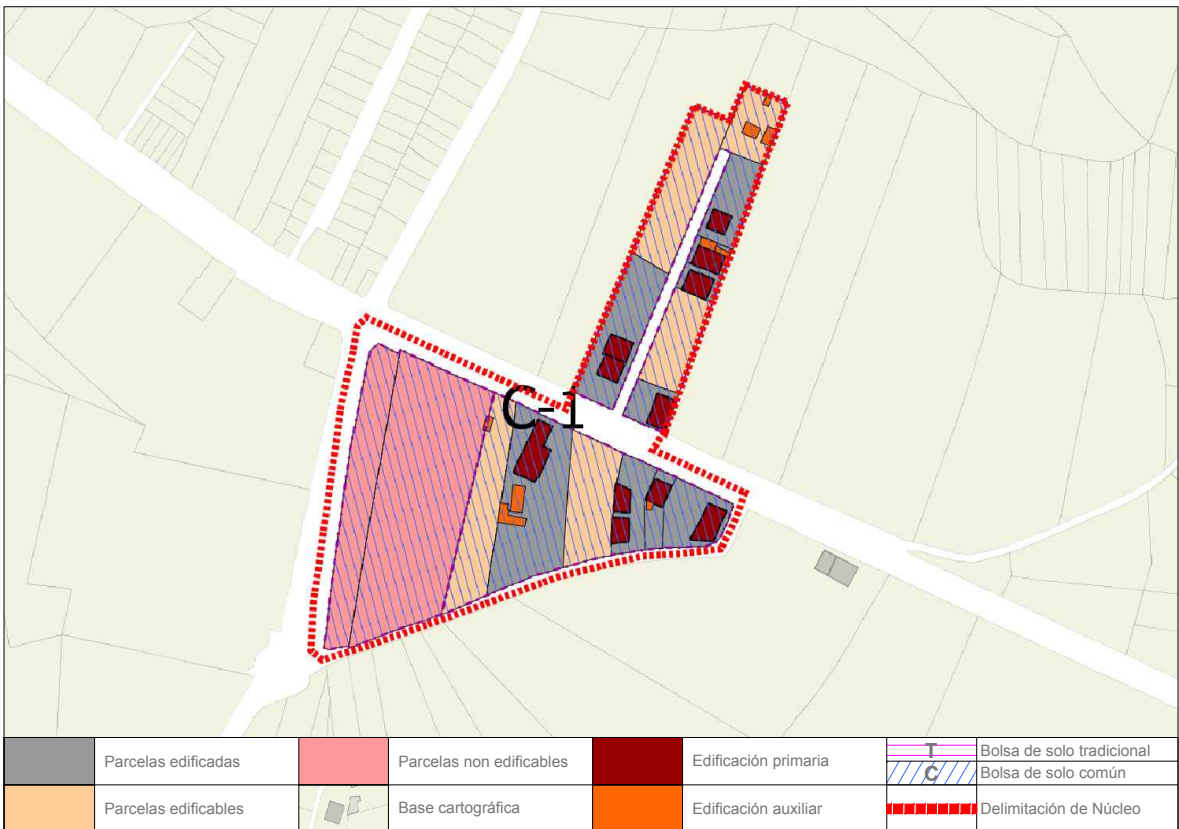 C-1
Parcelas edificadas
Parcelas non edificables
Edificación primaria
T
Bolsa de solo tradicional
C
Bolsa de solo común
Parcelas edificables
Base cartográfica
Edificación auxiliar
Delimitación de Núcleo